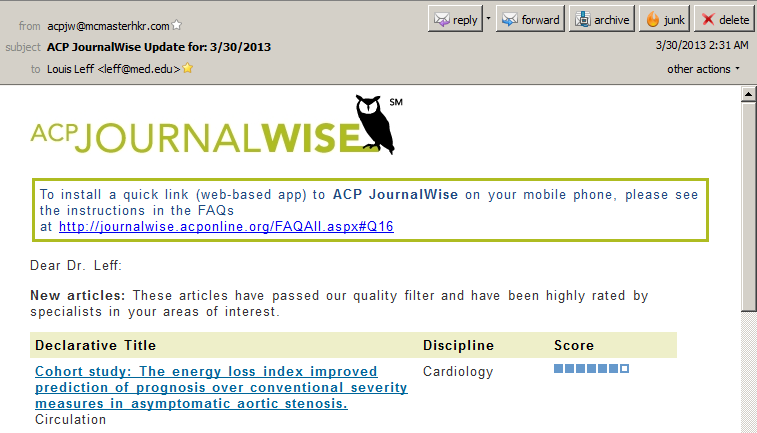 from acpjw@mcmasterhkr.com
reply forward archive junk delete
subject ACP JournalWise Update for: 3/30/2013
3/30/2013 2:31 AM
to Louis Leff <leff@med.edu>
other actions
ACPJOURNALWISE SM
To install a quick link (web-based app) to ACP JournalWise on your mobile phone, please see
the instructions in the FAQs
at http://journalwise.acponline.org/FAQAll.aspx#Q16
Dear Dr. Leff:
New articles: These articles have passed our quality filter and have been highly rated by
specialists in your areas of interest.
Declarative Title Discipline Score
Cohort study: The energy loss index improved
prediction of prognosis over conventional severity
measures in asymptomatic aortic stenosis.
Cardiology
Circulation